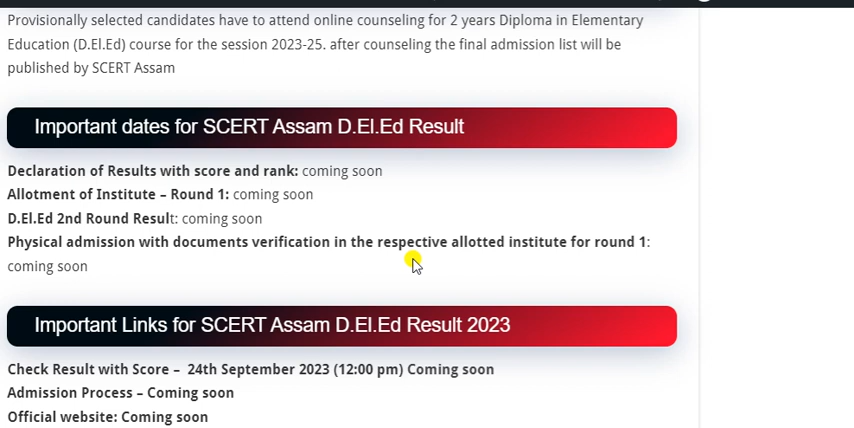 Provisionally selected candidates have to attend online counseling for 2 years Diploma in Elementary
Education (D.El.Ed) course for the session 2023-25. after counseling the final admission list will be
published by SCERT Assam
Important dates for SCERT Assam D.El.Ed Result
Declaration of Results with score and rank: coming soon
Allotment of Institute – Round 1: coming soon
D.El.Ed 2nd Round Result: coming soon
Physical admission with documents verification in the respective allotted institute for round 1:
coming soon
Important Links for SCERT Assam D.El.Ed Result 2023
Check Result with Score – 24th September 2023 (12:00 pm) Coming soon
Admission Process – Coming soon
Official website: Coming soon